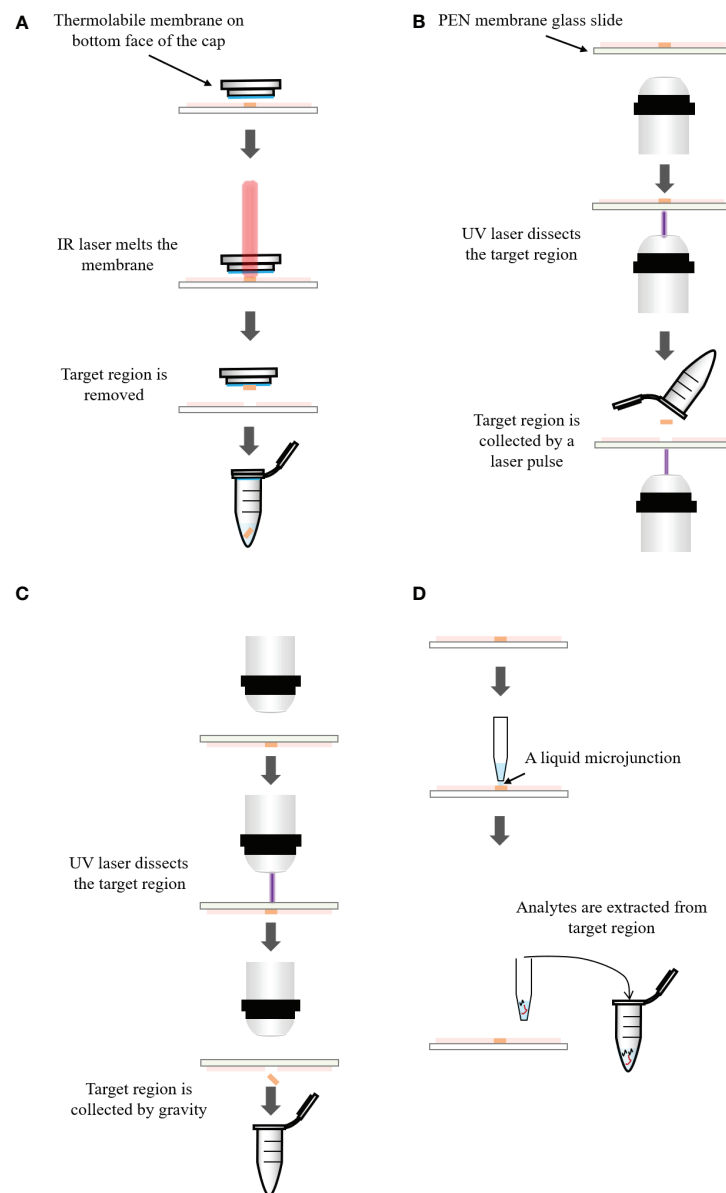 A
Thermolabile membrane on
bottom face of the cap
IR laser melts the
membrane
Target region is
removed
B
PEN membrane glass slide
UV laser dissects
the target region
Target region is
collected by a
laser pulse
C
UV laser dissects
the target region
Target region is
collected by gravity
D
A liquid microjunction
Analytes are extracted from
target region